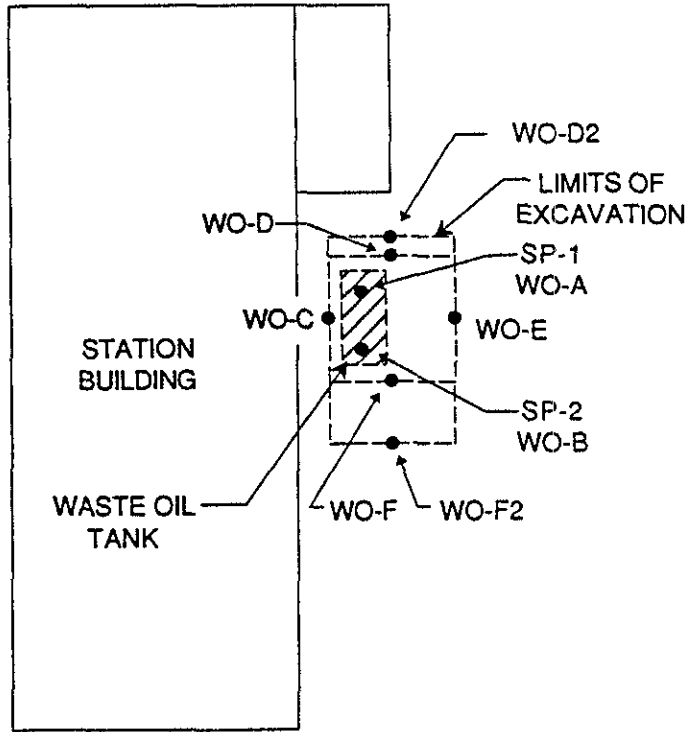 WO-D2
LIMITS OF
EXCAVATION
WO-D
SP-1
WO-A
WO-C
WO-E
STATION
BUILDING
SP-2
WO-B
WASTE OIL
TANK
WO-F
WO-F2